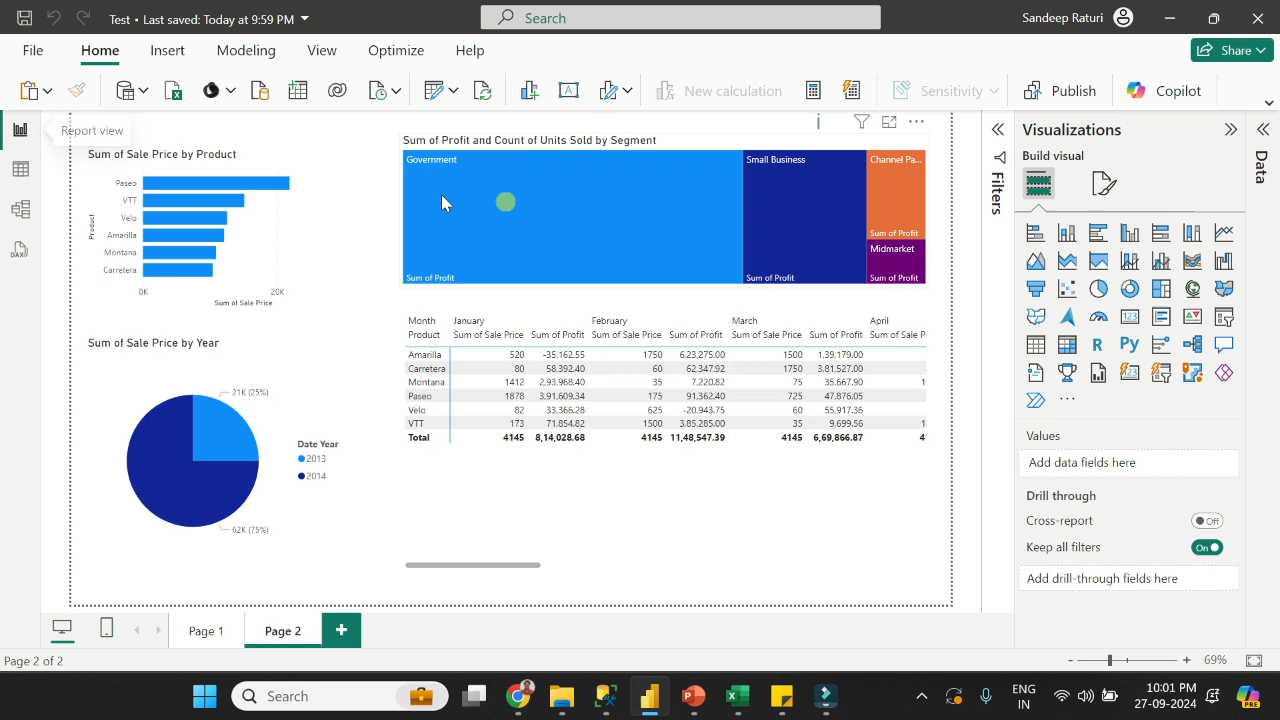 Test • Last saved: Today at 9:59 PM
Search
Sandeep Raturi
File Home Insert Modeling View Optimize Help
Share
New calculation
Sensitivity
Publish
Copilot
Report view
Sum of Sale Price by Product
Product
Paseo
VTT
Velo
Amarilla
Montana
Carretera
0K 20K
Sum of Sale Price
Sum of Sale Price by Year
21K (25%)
62K (75%)
Date Year
2013
2014
Sum of Profit and Count of Units Sold by Segment
Government Small Business Channel Pa...
Sum of Profit
Midmarket
Sum of Profit Sum of Profit Sum of Profit
Month January February March April
Product Sum of Sale Price Sum of Profit Sum of Sale Price Sum of Profit Sum of Sale Price Sum of Profit Sum of Sale P
Amarilla 520 -35,162.55 1750 6,23,275.00 1500 1,39,179.00
Carretera 80 58,392.40 60 62,347.92 1750 3,81,527.00
Montana 1412 2,93,968.40 35 7,220.82 75 35,667.90 1
Paseo 1878 3,91,609.34 175 91,362.40 725 47,876.05
Velo 82 33,366.28 625 -20,943.75 60 55,917.36
VTT 173 71,854.82 1500 3,85,285.00 35 9,699.56 1
Total 4145 8,14,028.68 4145 11,48,547.39 4145 6,69,866.87 4
Filters
Visualizations
Build visual
Data
Values
Add data fields here
Drill through
Cross-report Off
Keep all filters On
Add drill-through fields here
Page 1 Page 2
Page 2 of 2
69%
Search
ENG
IN
10:01 PM
27-09-2024
PRE